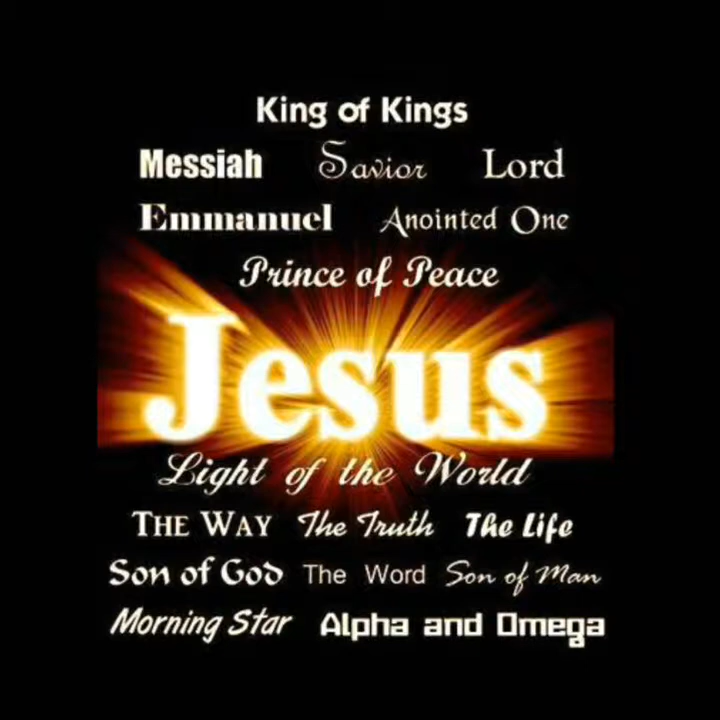 King of Kings
Messiah Savior Lord
Emmanuel Anointed One
Prince of Peace
Jesus
Light of the World
THE WAY The Truth The Life
Son of God The Word Son of Man
Morning Star Alpha and Omega